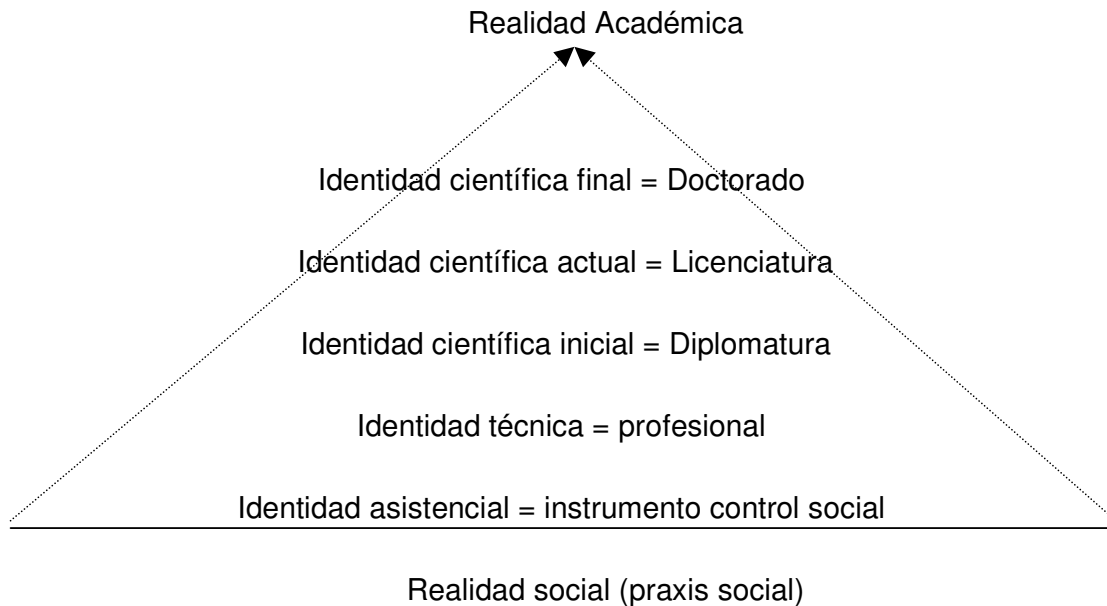 Realidad Académica
Identidad científica final = Doctorado
Identidad científica actual = Licenciatura
Identidad científica inicial = Diplomatura
Identidad técnica = profesional
Identidad asistencial = instrumento control social
Realidad social (praxis social)